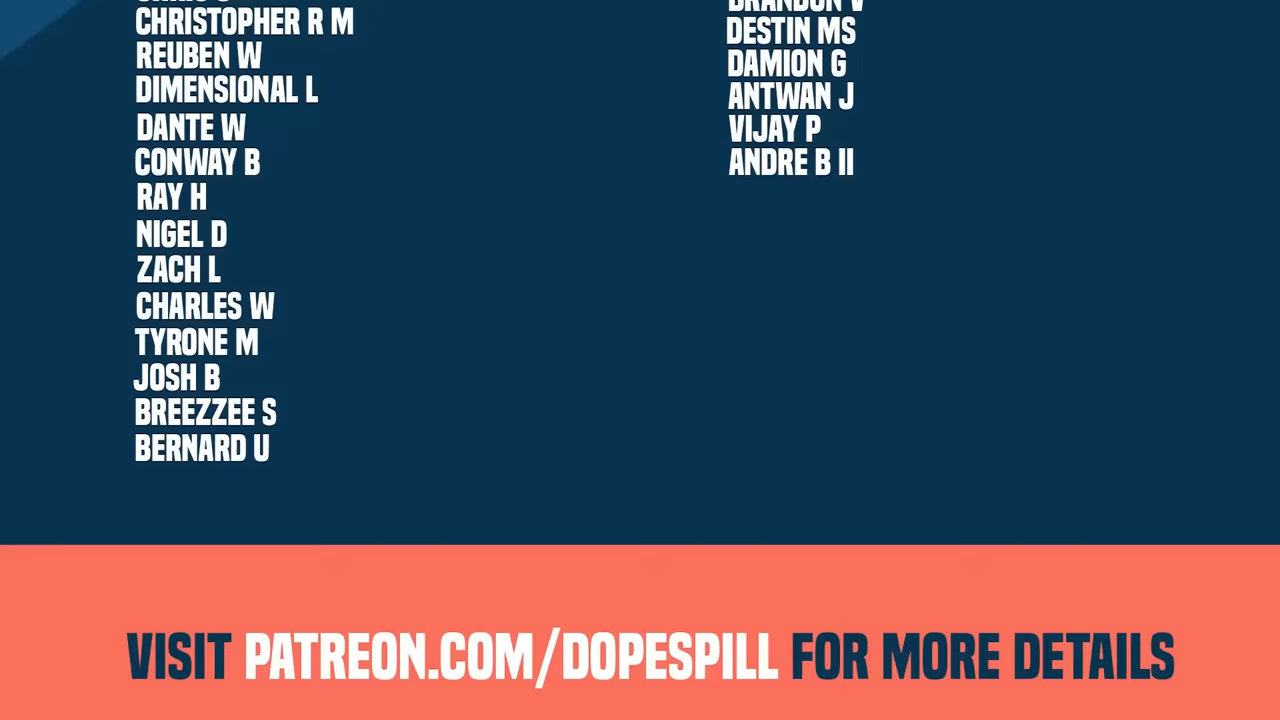 CHRISTOPHER R M
REUBEN W
DIMENSIONAL L
DANTE W
CONWAY B
RAY H
NIGEL D
ZACH L
CHARLES W
TYRONE M
JOSH B
BREEZZEE S
BERNARD U
BRANDON V
DESTIN MS
DAMION G
ANTWAN J
VIJAY P
ANDRE B II
VISIT PATREON.COM/DOPESPILL FOR MORE DETAILS